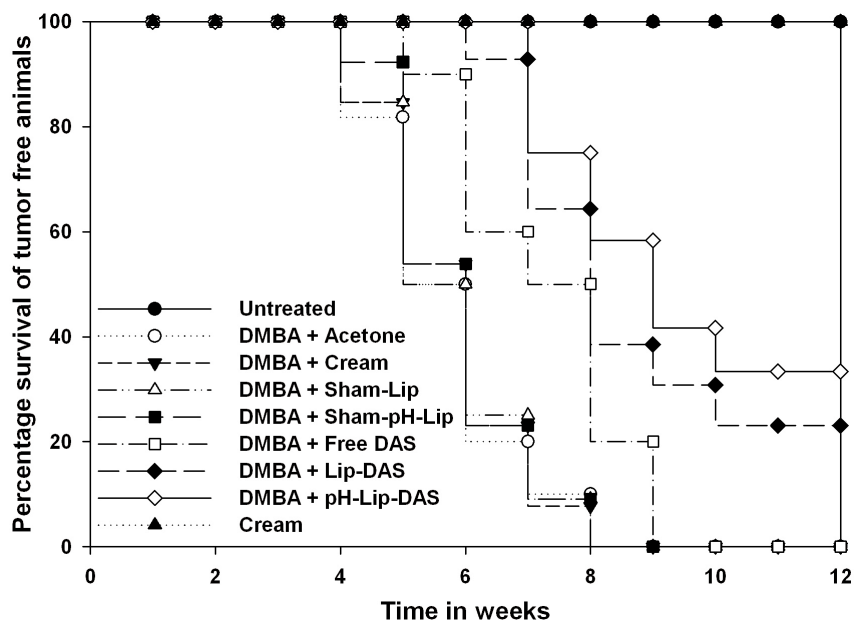 Percentage survival of tumor free animals
100
80
60
40
20
0
Untreated
DMBA + Acetone
DMBA + Cream
DMBA + Sham-Lip
DMBA + Sham-pH-Lip
DMBA + Free DAS
DMBA + Lip-DAS
DMBA + pH-Lip-DAS
Cream
0 2 4 6 8 10 12
Time in weeks